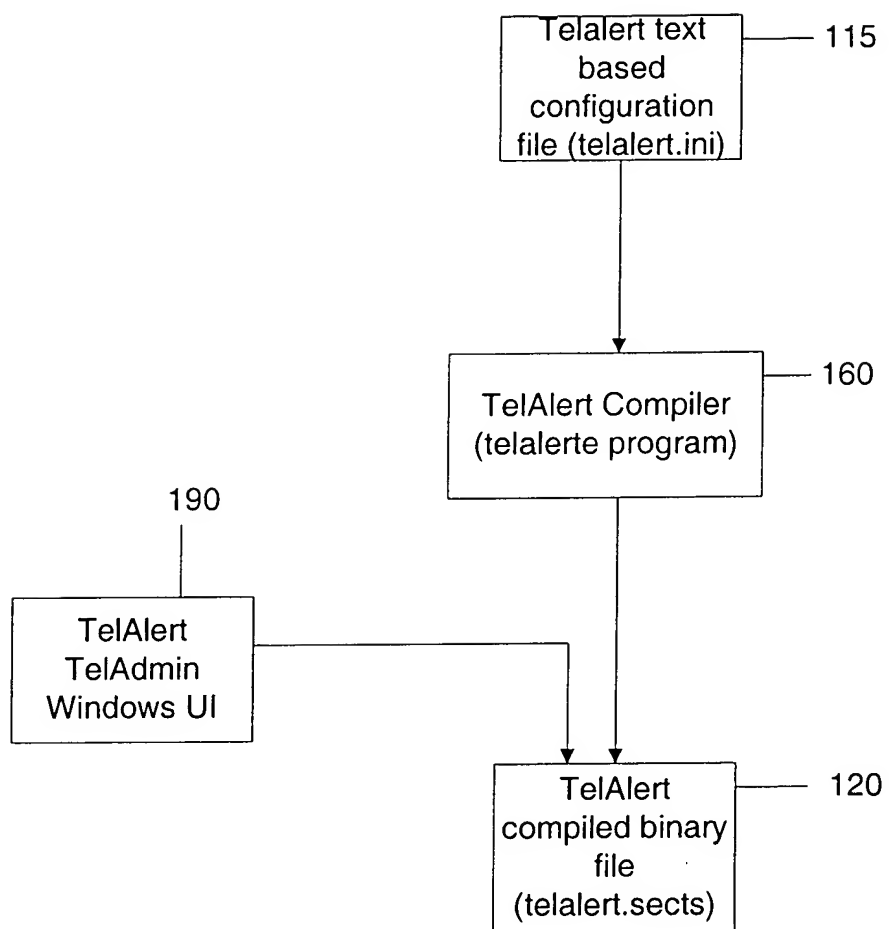 Telalert text
based
configuration
file (telalert.ini)
115
TelAlert Compiler
(telalerte program)
160
190
TelAlert
TelAdmin
Windows UI
TelAlert
compiled binary
file
(telalert.sects)
120